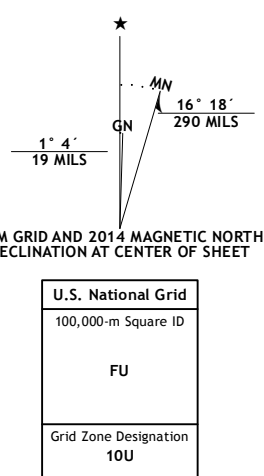 MN
16° 18´
290 MILS
GN
1° 4´
19 MILS
M GRID AND 2014 MAGNETIC NORTH
ECLINATION AT CENTER OF SHEET
U.S. National Grid
100,000-m Square ID
FU
Grid Zone Designation
10U